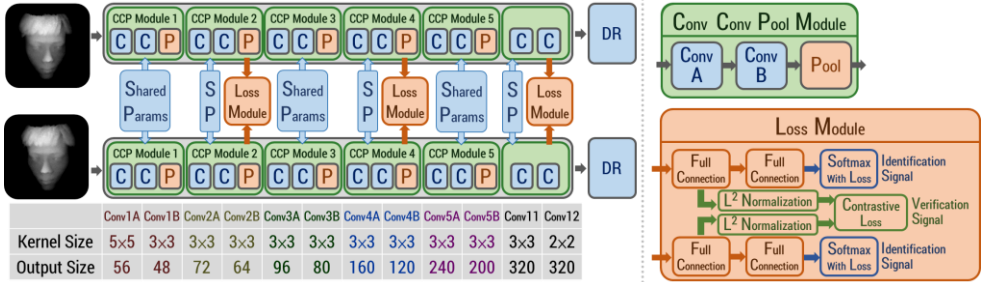 CCP Module 1 CCP Module 2 CCP Module 3 CCP Module 4 CCP Module 5
C C P C C P C C P C C P C C P C C
DR
Shared Params
SP
Loss Module
Shared Params
Loss Module
Shared Params
SP
Loss Module
CCP Module 1 CCP Module 2 CCP Module 3 CCP Module 4 CCP Module 5
C C P C C P C C P C C P C C P C C
DR
Conv1A Conv1B Conv2A Conv2B Conv3A Conv3B Conv4A Conv4B Conv5A Conv5B Conv11 Conv12
Kernel Size 5×5 3×3 3×3 3×3 3×3 3×3 3×3 3×3 3×3 3×3 3×3 2×2
Output Size 56 48 72 64 96 80 160 120 240 200 320 320
Conv Conv Pool Module
Conv A
Conv B
Pool
Loss Module
Full Connection
Full Connection
Softmax With Loss
Identification Signal
L² Normalization
L² Normalization
Contrastive Loss
Verification Signal
Full Connection
Full Connection
Softmax With Loss
Identification Signal